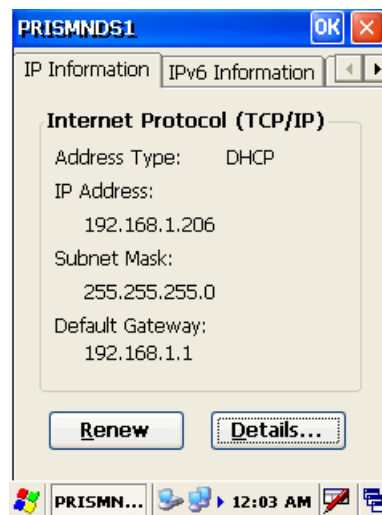 PRISMNDS1 OK
IP Information IPv6 Information
Internet Protocol (TCP/IP)
Address Type: DHCP
IP Address:
192.168.1.206
Subnet Mask:
255.255.255.0
Default Gateway:
192.168.1.1
Renew Details...
PRISMN... 12:03 AM